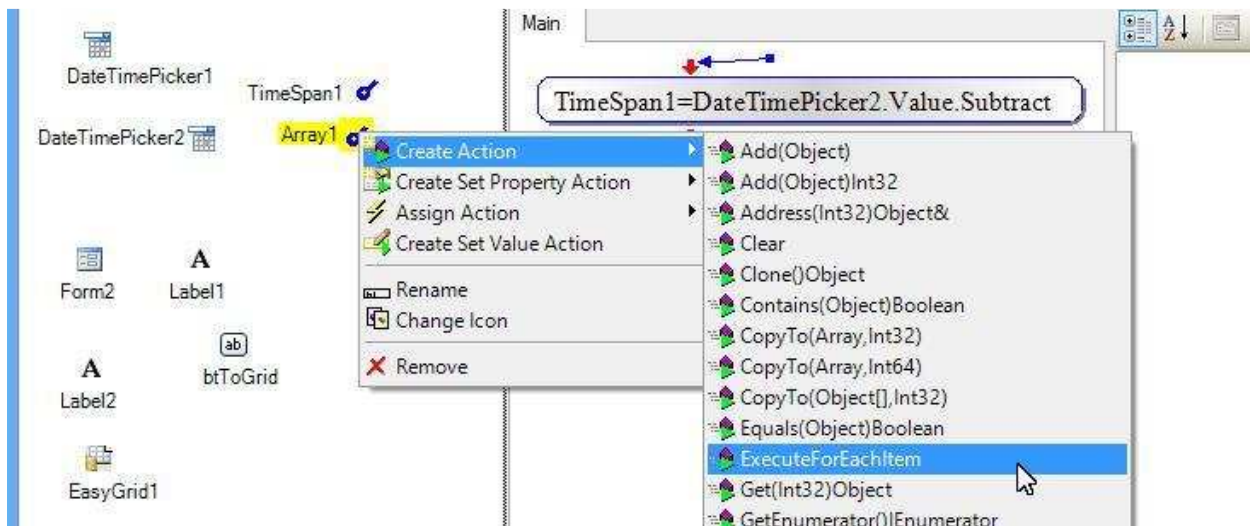 Main
DateTimePicker1
TimeSpan1
TimeSpan1=DateTimePicker2.Value.Subtract
DateTimePicker2
Array1
Create Action
Create Set Property Action
Assign Action
Create Set Value Action
Rename
Change Icon
Remove
Add(Object)
Add(Object)Int32
Address(Int32)Object&
Clear
Clone()Object
Contains(Object)Boolean
CopyTo(Array,Int32)
CopyTo(Array,Int64)
CopyTo(Object[],Int32)
Equals(Object)Boolean
ExecuteForEachItem
Get(Int32)Object
GetEnumerator()IEnumerator
A
Form2
Label1
ab
btToGrid
A
Label2
EasyGrid1
A
Z